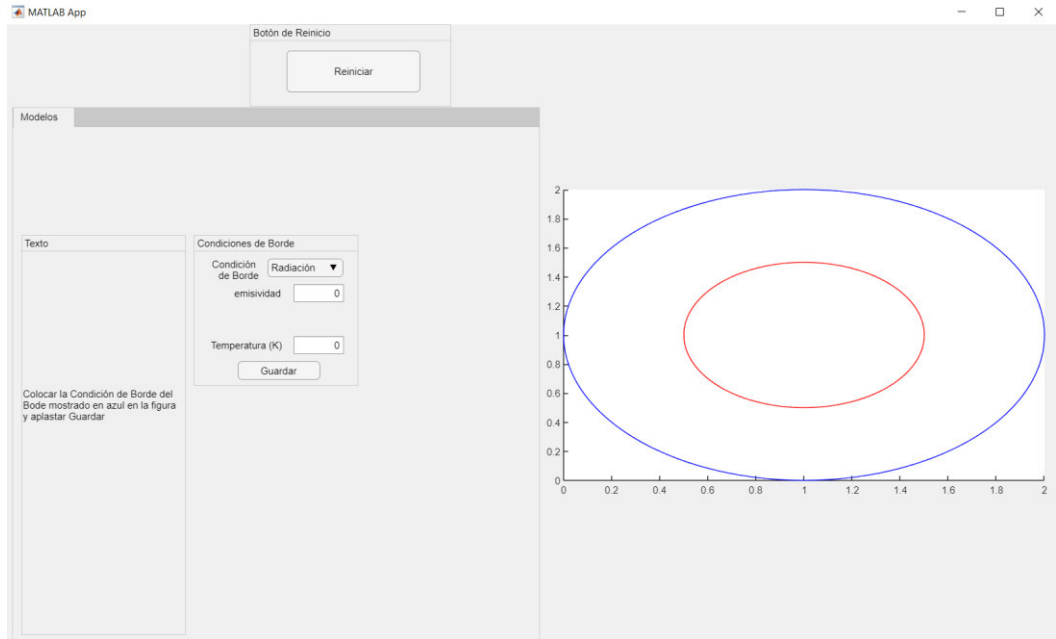 MATLAB App
Botón de Reinicio
Reiniciar
Modelos
Texto
Colocar la Condición de Borde del
Bode mostrado en azul en la figura
y aplastar Guardar
Condiciones de Borde
Condición
de Borde
Radiación
emisividad
0
Temperatura (K)
0
Guardar
2
1.8
1.6
1.4
1.2
1
0.8
0.6
0.4
0.2
0
0 0.2 0.4 0.6 0.8 1 1.2 1.4 1.6 1.8 2